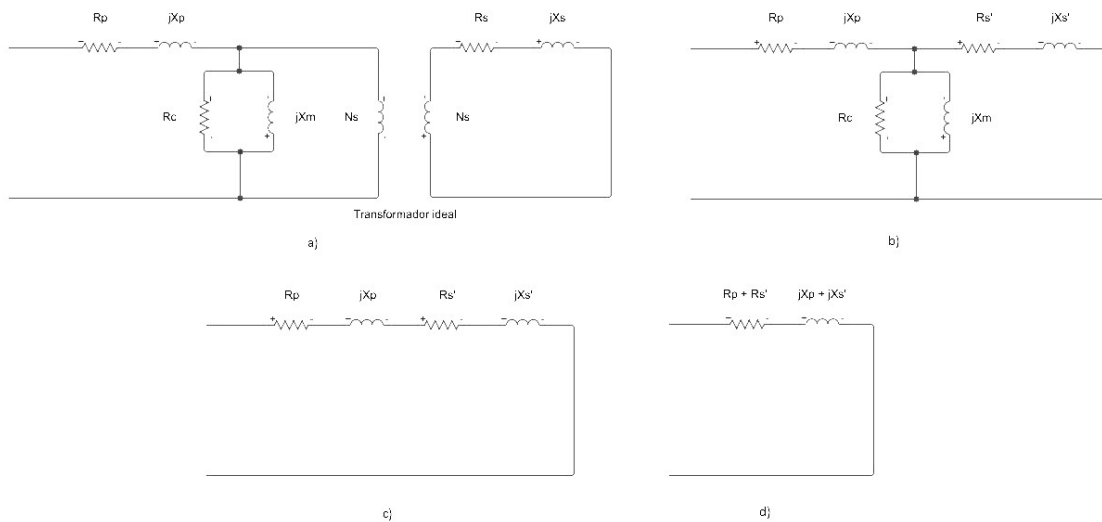 Rp jXp
Rs jXs
Rc jXm Ns
Ns
Transformador ideal
a)
Rp jXp Rs' jXs'
Rc jXm
b)
Rp jXp Rs' jXs'
c)
Rp + Rs' jXp + jXs'
d)